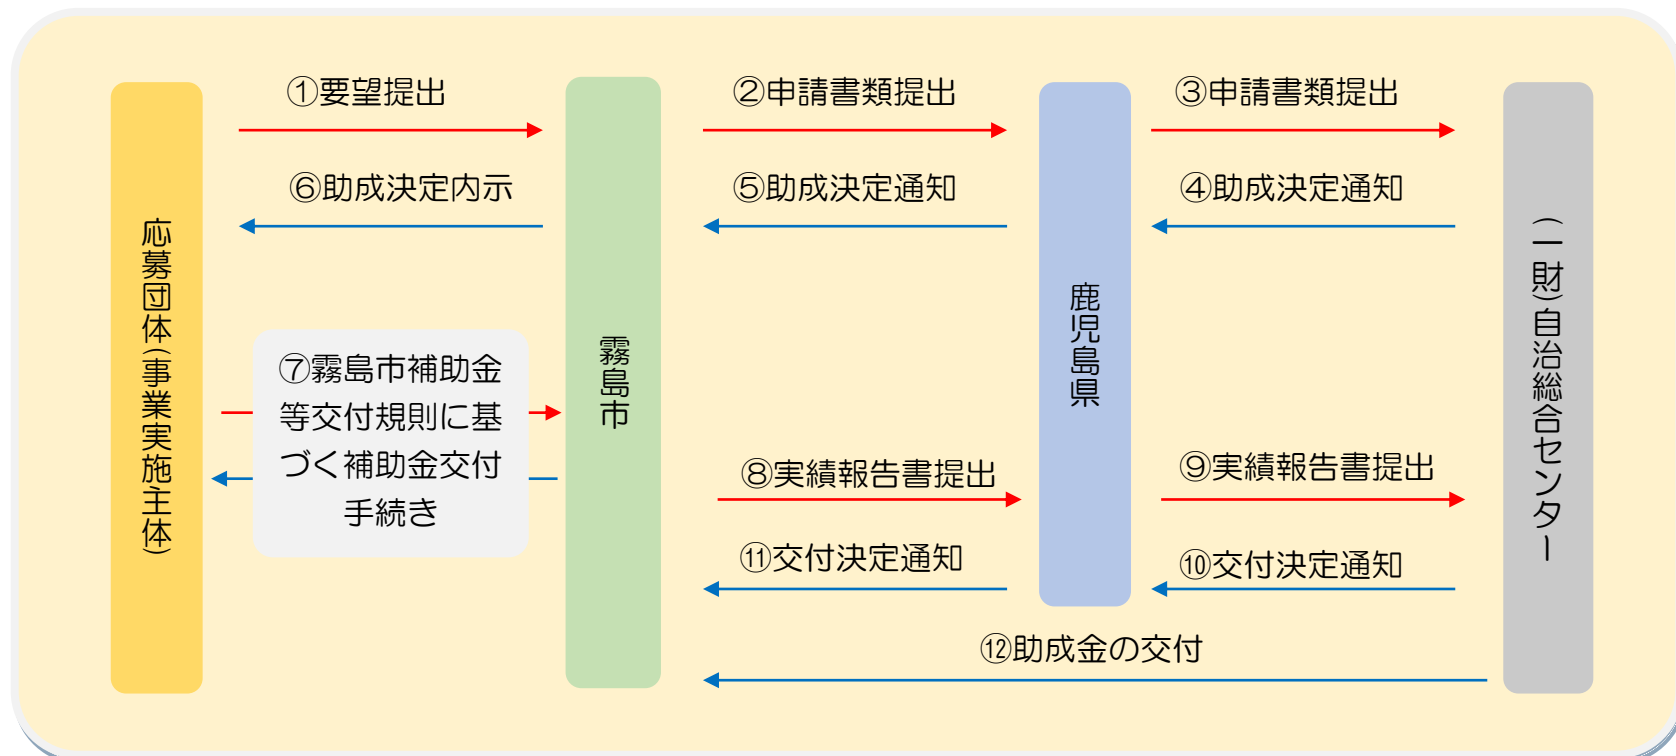 ①要望提出
②申請書類提出
③申請書類提出
⑥助成決定内示
⑤助成決定通知
④助成決定通知
応募団体(事業実施主体)
霧島市
鹿児島県
(一財)自治総合センター
⑦霧島市補助金
等交付規則に基
づく補助金交付
手続き
⑧実績報告書提出
⑨実績報告書提出
⑪交付決定通知
⑩交付決定通知
⑫助成金の交付